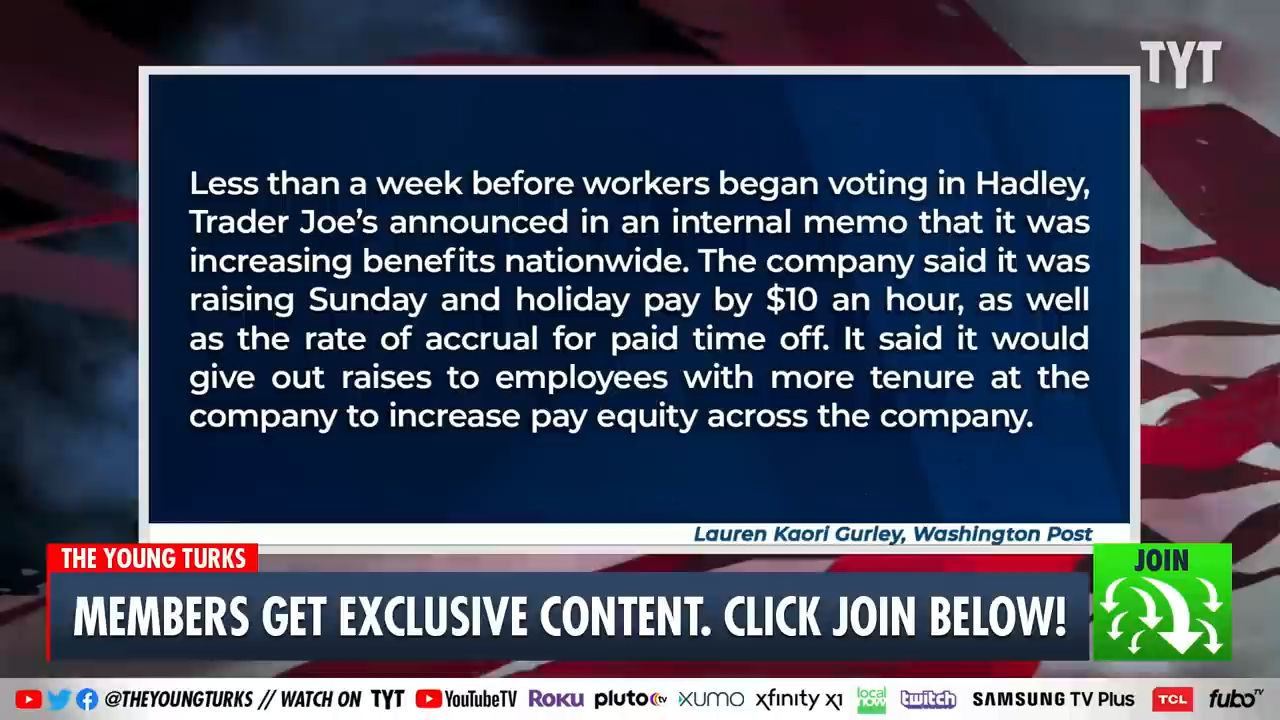 TYT
Less than a week before workers began voting in Hadley,
Trader Joe's announced in an internal memo that it was
increasing benefits nationwide. The company said it was
raising Sunday and holiday pay by $10 an hour, as well
as the rate of accrual for paid time off. It said it would
give out raises to employees with more tenure at the
company to increase pay equity across the company.
Lauren Kaori Gurley, Washington Post
THE YOUNG TURKS
JOIN
MEMBERS GET EXCLUSIVE CONTENT. CLICK JOIN BELOW!
@THEYOUNGTURKS // WATCH ON TYT YouTubeTV ROKU pluto tv XUMO xfinity x1 local now twitch SAMSUNG TV Plus TCL fubo TV